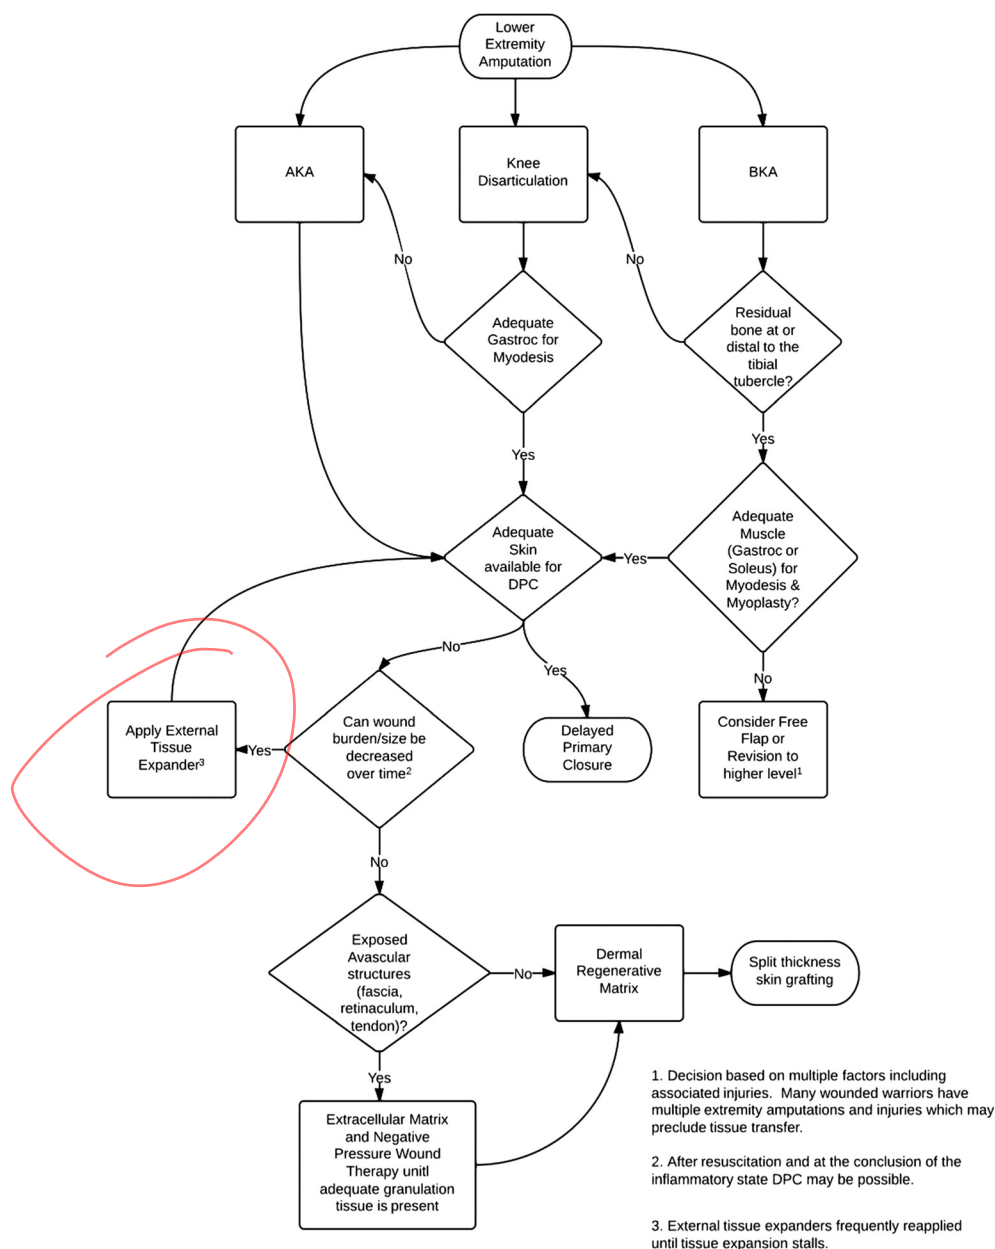 Lower
Extremity
Amputation
AKA
Knee
Disarticulation
BKA
No
No
Adequate
Gastroc for
Myodesis
Residual
bone at or
distal to the
tibial
tubercle?
Yes
Yes
Adequate
Skin
available for
DPC
Yes
Adequate
Muscle
(Gastroc or
Soleus) for
Myodesis &
Myoplasty?
No
Yes
No
Apply External
Tissue
Expander3
Yes
Can wound
burden/size be
decreased
over time2
Delayed
Primary
Closure
Consider Free
Flap or
Revision to
higher level1
No
Exposed
Avascular
structures
(fascia,
retinaculum,
tendon)?
No
Dermal
Regenerative
Matrix
Split thickness
skin grafting
Yes
Extracellular Matrix
and Negative
Pressure Wound
Therapy unitl
adequate granulation
tissue is present
1. Decision based on multiple factors including
associated injuries.  Many wounded warriors have
multiple extremity amputations and injuries which may
preclude tissue transfer.
2. After resuscitation and at the conclusion of the
inflammatory state DPC may be possible.
3. External tissue expanders frequently reapplied
until tissue expansion stalls.